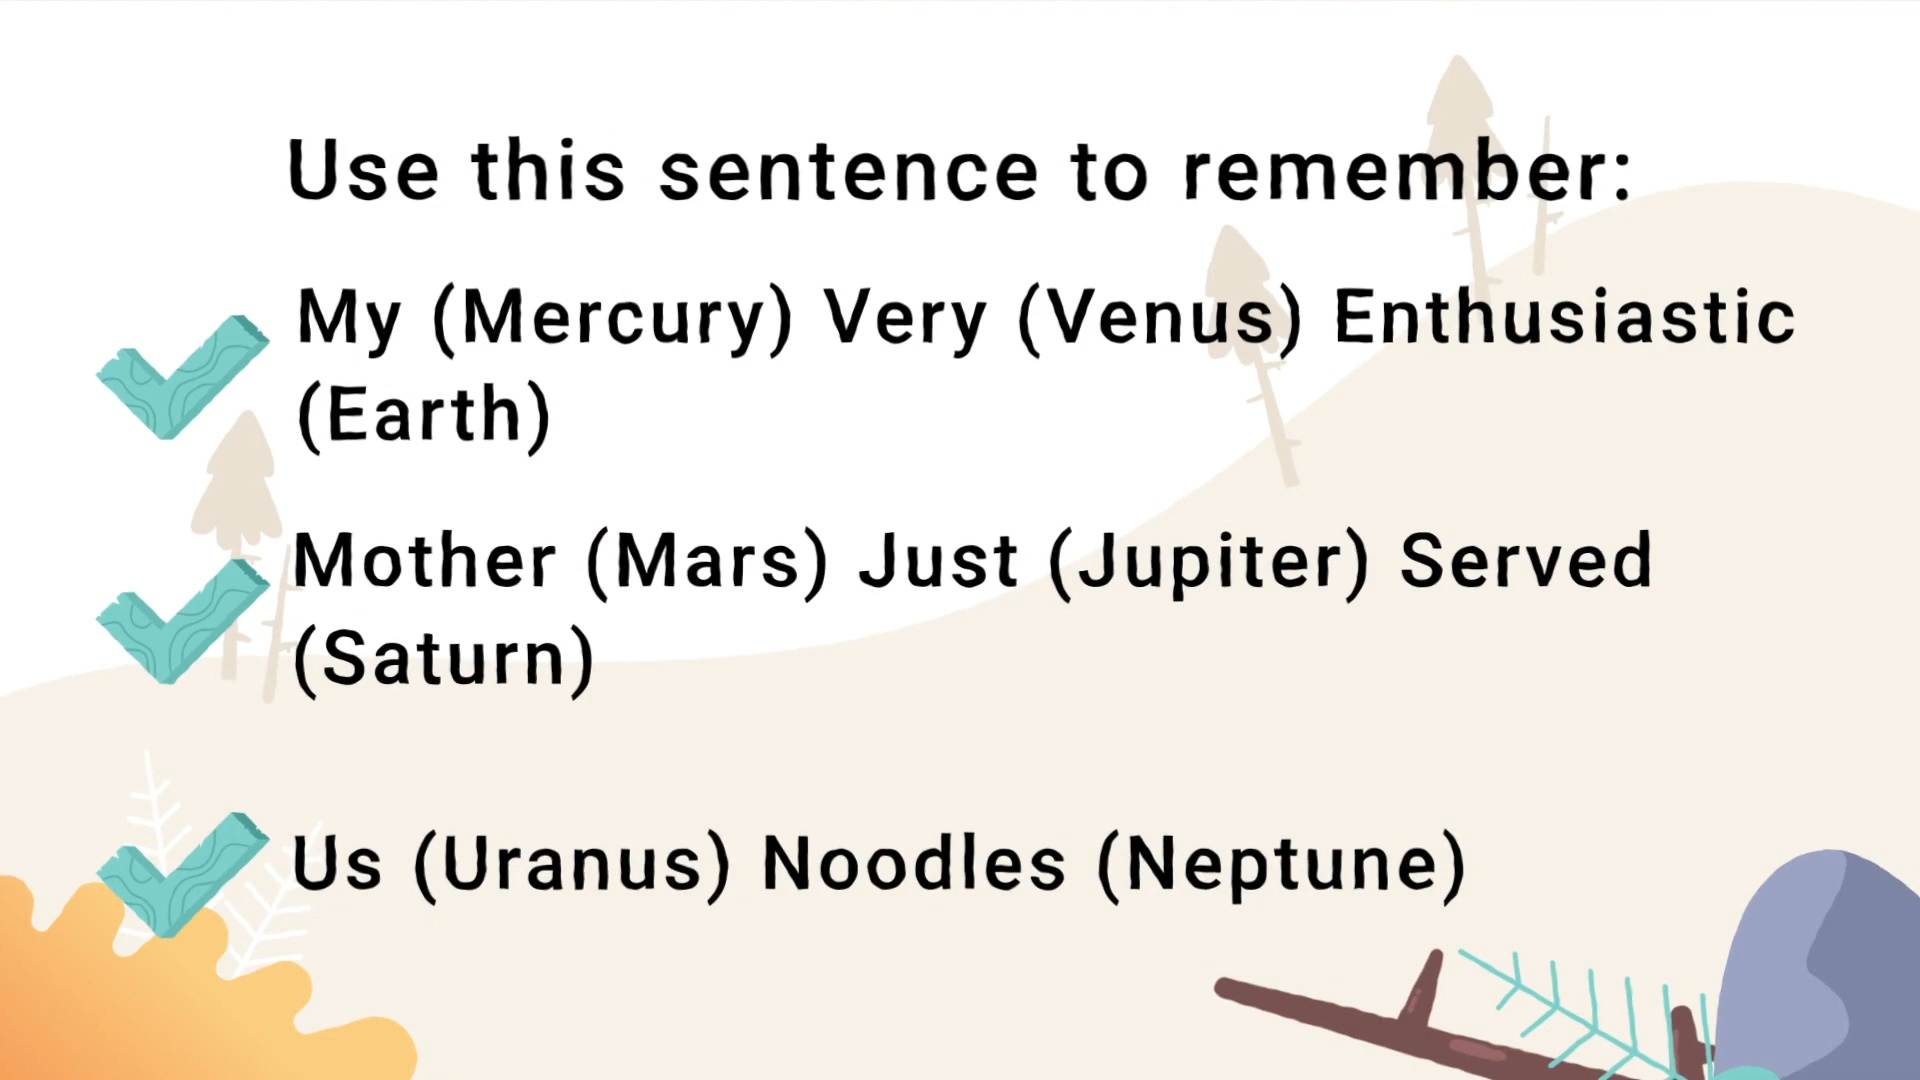 Use this sentence to remember:
My (Mercury) Very (Venus) Enthusiastic
(Earth)
Mother (Mars) Just (Jupiter) Served
(Saturn)
Us (Uranus) Noodles (Neptune)